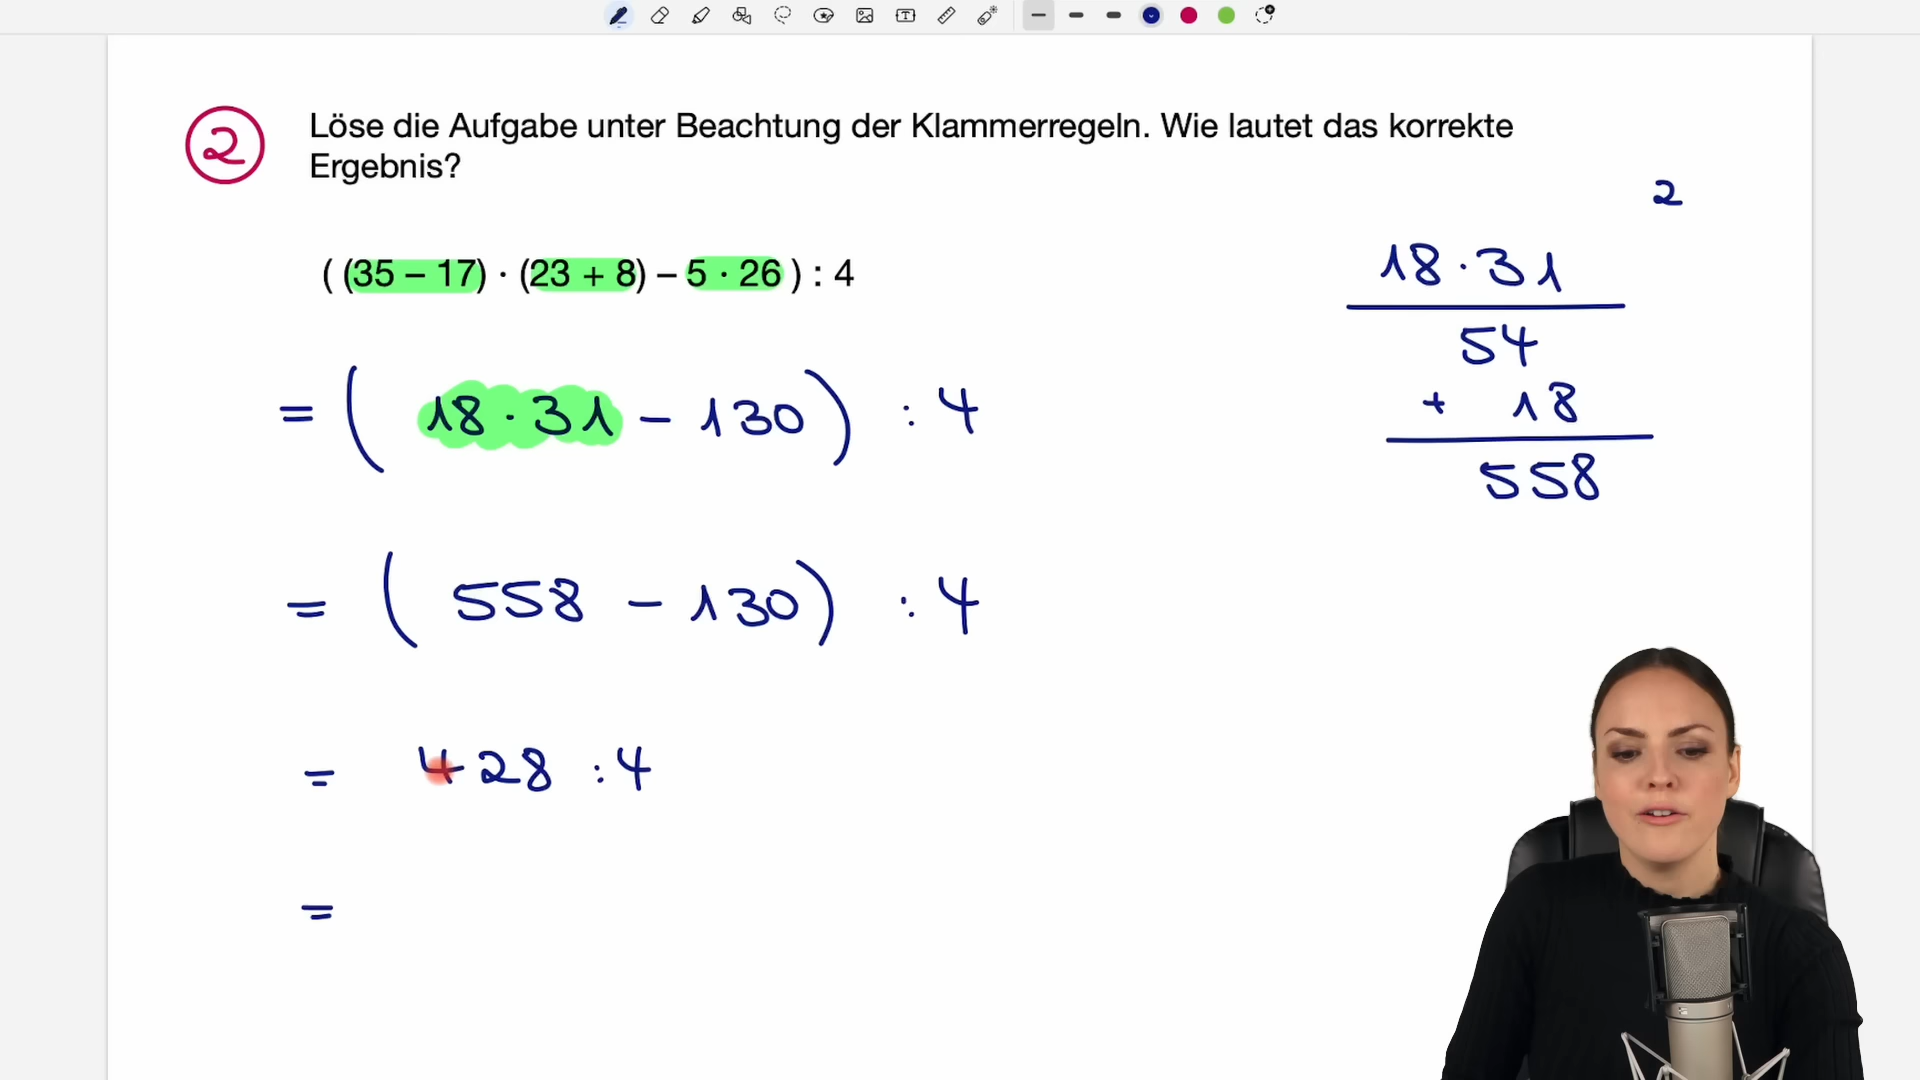 2
Löse die Aufgabe unter Beachtung der Klammerregeln. Wie lautet das korrekte
Ergebnis?
( (35 – 17) · (23 + 8) – 5 · 26 ) : 4
= ( 18 · 31 – 130 ) : 4
= ( 558 – 130 ) : 4
= 428 : 4
=
2
18 · 31
54
+ 18
558